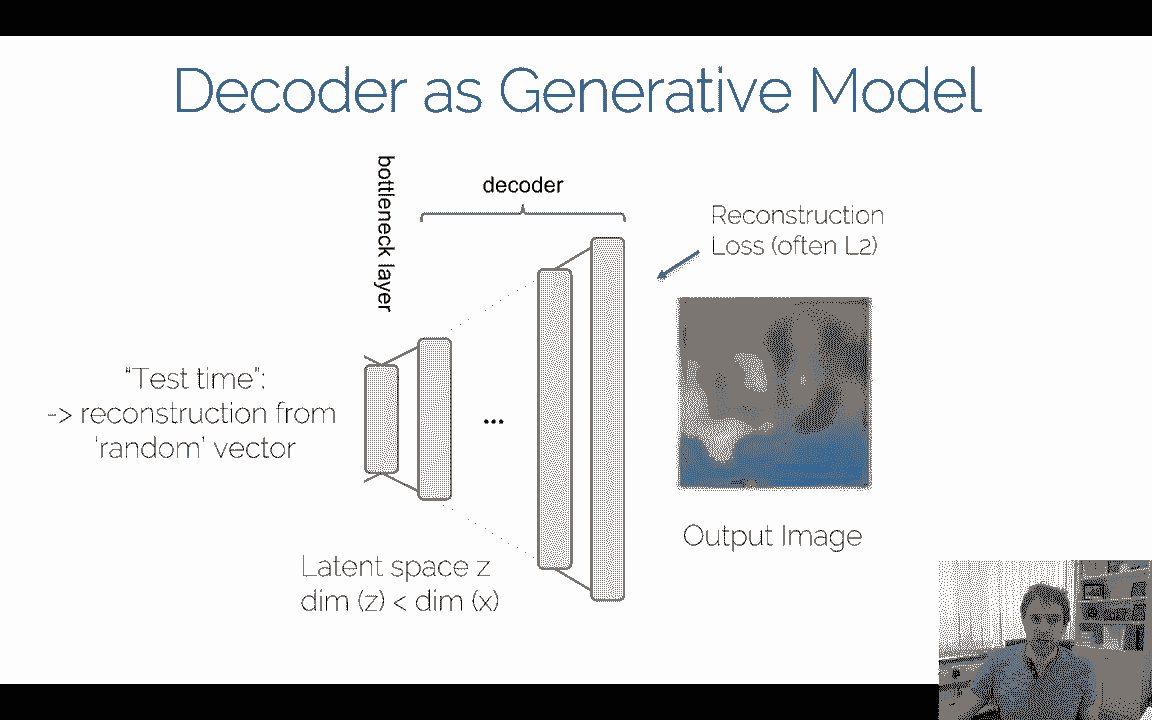 Decoder as Generative Model
bottleneck layer
decoder
Reconstruction
Loss (often L2)
“Test time”:
-> reconstruction from
‘random’ vector
...
Output Image
Latent space z
dim (z) < dim (x)